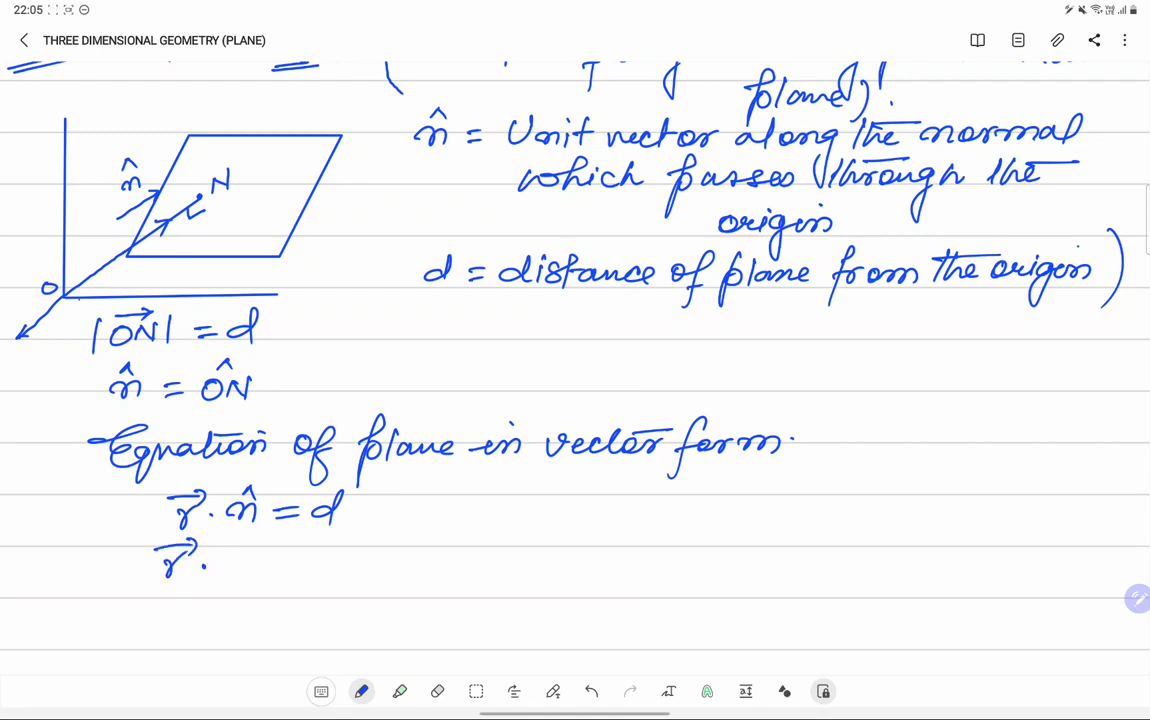 22:05
THREE DIMENSIONAL GEOMETRY (PLANE)
plane)
n̂ = Unit vector along the normal
which passes through the
origin
d = distance of plane from the origin)
n̂
N
O
|ON⃗| = d
n̂ = ON̂
Equation of plane in vector form.
r⃗. n̂ = d
r⃗.